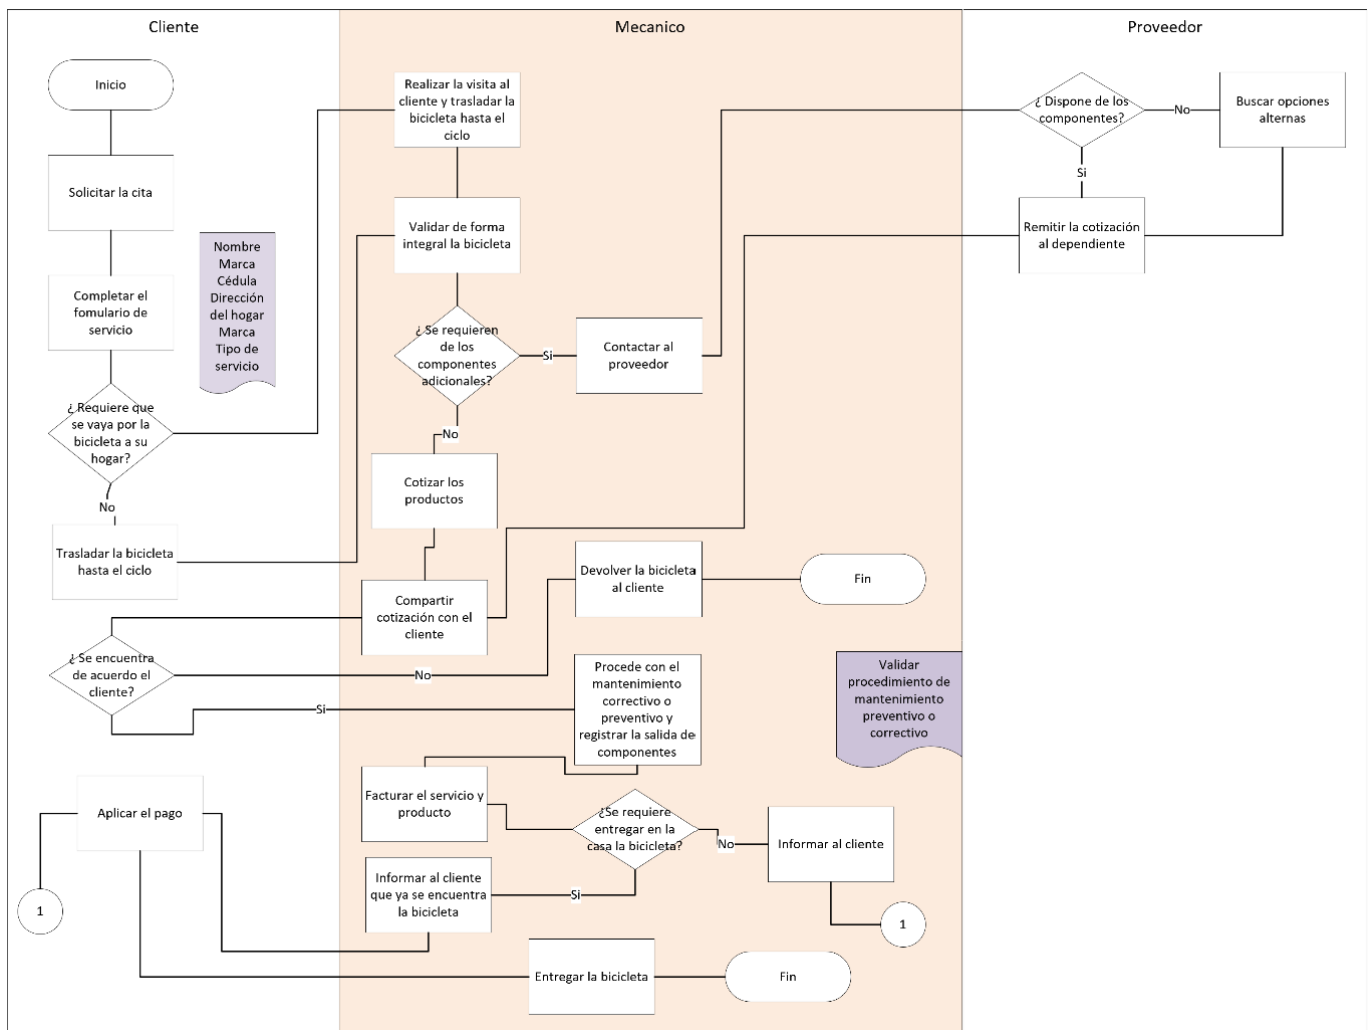 Cliente
Mecanico
Proveedor
Inicio
Solicitar la cita
Nombre
Marca
Cédula
Dirección
del hogar
Marca
Tipo de
servicio
Completar el
fomulario de
servicio
¿ Requiere que
se vaya por la
bicicleta a su
hogar?
No
Trasladar la bicicleta
hasta el ciclo
Realizar la visita al
cliente y trasladar la
bicicleta hasta el
ciclo
Validar de forma
integral la bicicleta
¿ Se requieren
de los
componentes
adicionales?
Si
Contactar al
proveedor
No
Cotizar los
productos
¿ Dispone de los
componentes?
No
Buscar opciones
alternas
Si
Remitir la cotización
al dependiente
Compartir
cotización con el
cliente
¿ Se encuentra
de acuerdo el
cliente?
No
Devolver la bicicleta
al cliente
Fin
Si
Procede con el
mantenimiento
correctivo o
preventivo y
registrar la salida de
componentes
Validar
procedimiento de
mantenimiento
preventivo o
correctivo
Facturar el servicio y
producto
¿Se requiere
entregar en la
casa la bicicleta?
No
Informar al cliente
1
Si
Informar al cliente
que ya se encuentra
la bicicleta
Aplicar el pago
1
Entregar la bicicleta
Fin